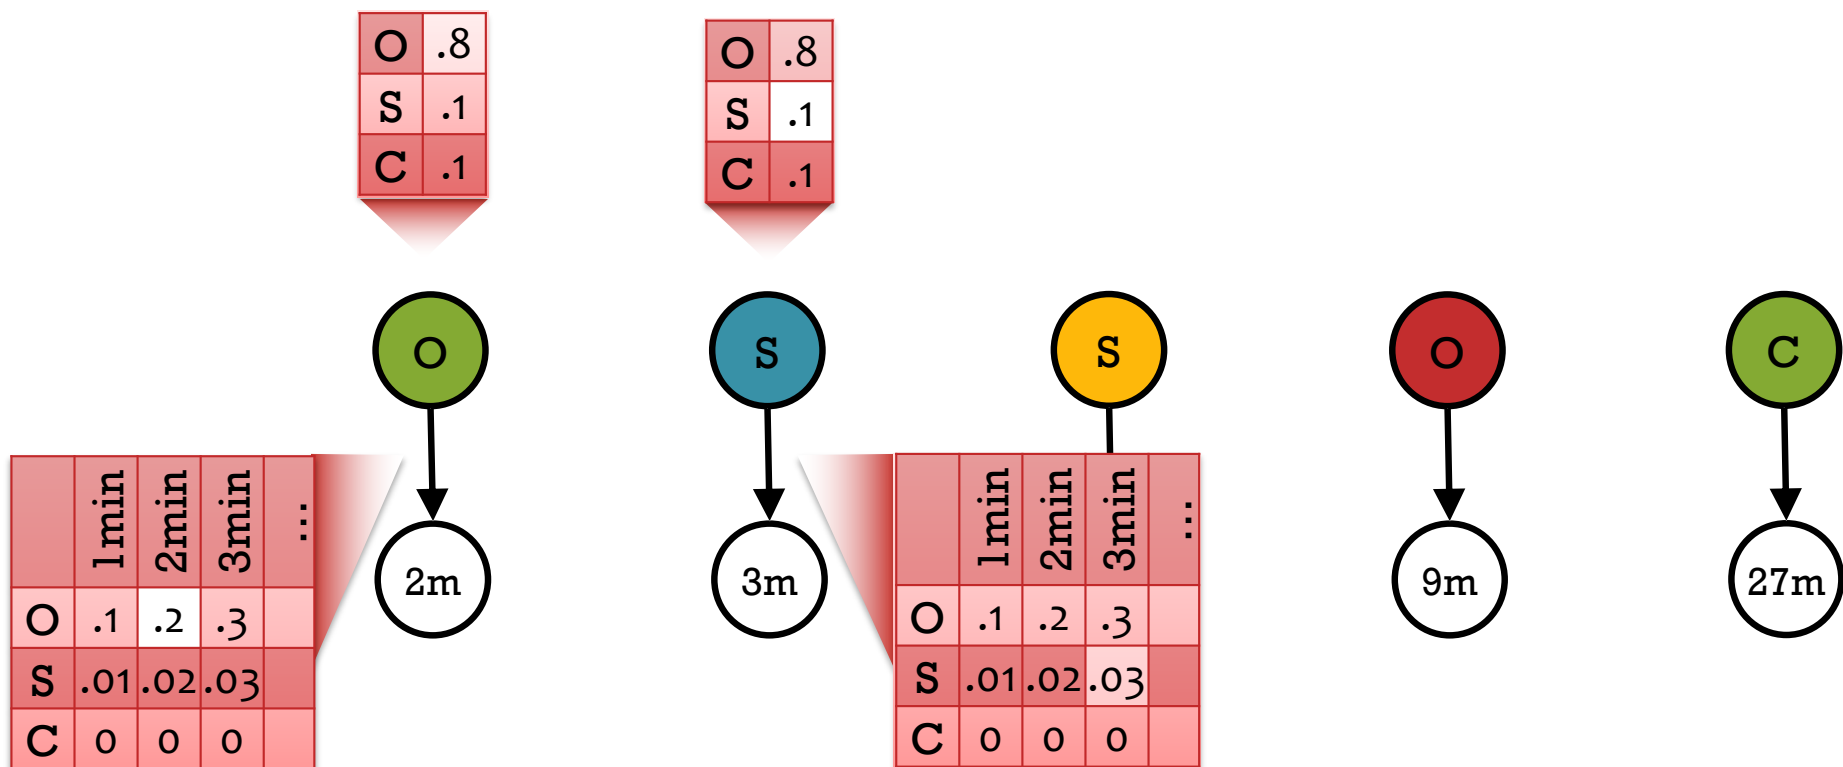 O .8
S .1
C .1
O .8
S .1
C .1
O S S O C
2m 3m 9m 27m
1min 2min 3min ...
O .1 .2 .3
S .01 .02 .03
C 0 0 0
1min 2min 3min ...
O .1 .2 .3
S .01 .02 .03
C 0 0 0